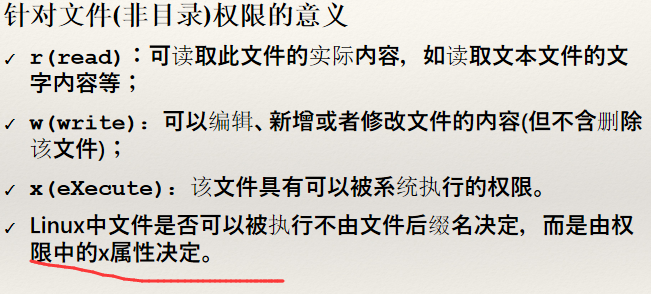 针对文件(非目录)权限的意义
✓ r(read)：可读取此文件的实际内容，如读取文本文件的文
字内容等；
✓ w(write)：可以编辑、新增或者修改文件的内容(但不含删除
该文件)；
✓ x(eXecute)：该文件具有可以被系统执行的权限。
✓ Linux中文件是否可以被执行不由文件后缀名决定，而是由权
限中的x属性决定。